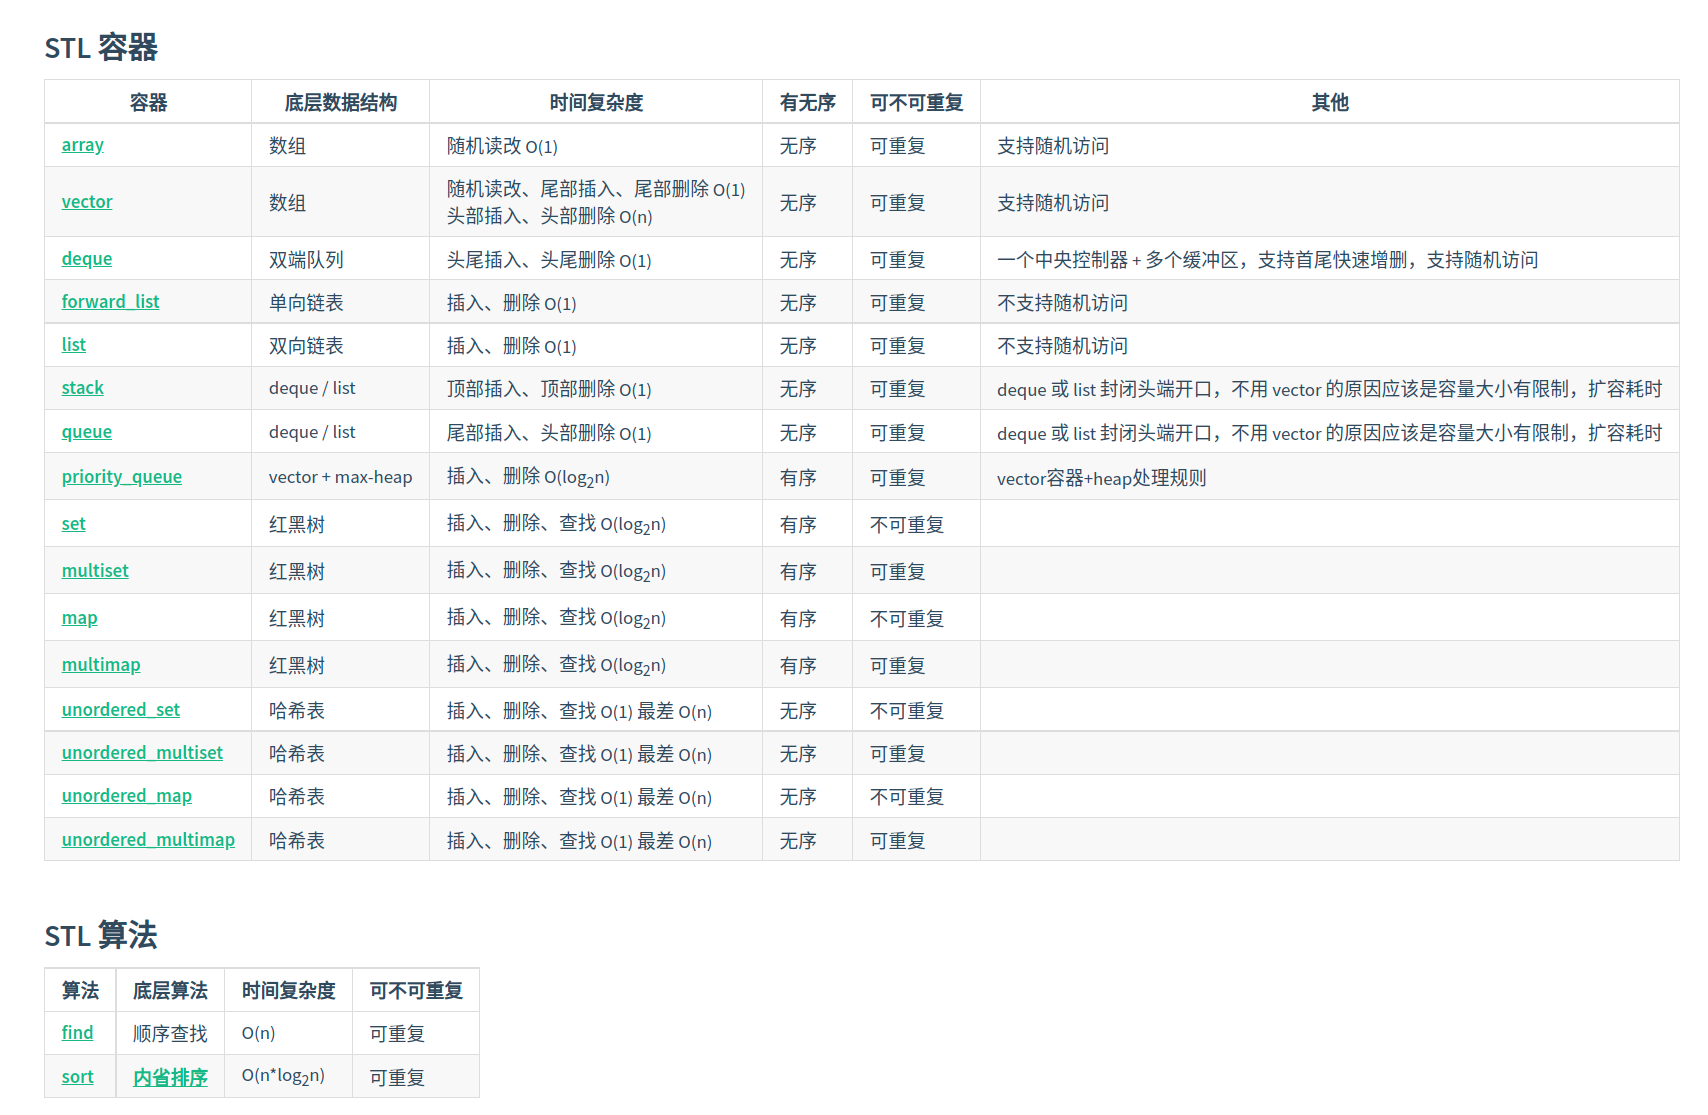 STL 容器
容器 底层数据结构 时间复杂度 有无序 可不可重复 其他
array 数组 随机读改 O(1) 无序 可重复 支持随机访问
vector 数组 随机读改、尾部插入、尾部删除 O(1) 无序 可重复 支持随机访问
头部插入、头部删除 O(n)
deque 双端队列 头尾插入、头尾删除 O(1) 无序 可重复 一个中央控制器 + 多个缓冲区，支持首尾快速增删，支持随机访问
forward_list 单向链表 插入、删除 O(1) 无序 可重复 不支持随机访问
list 双向链表 插入、删除 O(1) 无序 可重复 不支持随机访问
stack deque / list 顶部插入、顶部删除 O(1) 无序 可重复 deque 或 list 封闭头端开口，不用 vector 的原因应该是容量大小有限制，扩容耗时
queue deque / list 尾部插入、头部删除 O(1) 无序 可重复 deque 或 list 封闭头端开口，不用 vector 的原因应该是容量大小有限制，扩容耗时
priority_queue vector + max-heap 插入、删除 O(log₂n) 有序 可重复 vector容器+heap处理规则
set 红黑树 插入、删除、查找 O(log₂n) 有序 不可重复
multiset 红黑树 插入、删除、查找 O(log₂n) 有序 可重复
map 红黑树 插入、删除、查找 O(log₂n) 有序 不可重复
multimap 红黑树 插入、删除、查找 O(log₂n) 有序 可重复
unordered_set 哈希表 插入、删除、查找 O(1) 最差 O(n) 无序 不可重复
unordered_multiset 哈希表 插入、删除、查找 O(1) 最差 O(n) 无序 可重复
unordered_map 哈希表 插入、删除、查找 O(1) 最差 O(n) 无序 不可重复
unordered_multimap 哈希表 插入、删除、查找 O(1) 最差 O(n) 无序 可重复
STL 算法
算法 底层算法 时间复杂度 可不可重复
find 顺序查找 O(n) 可重复
sort 内省排序 O(n*log₂n) 可重复